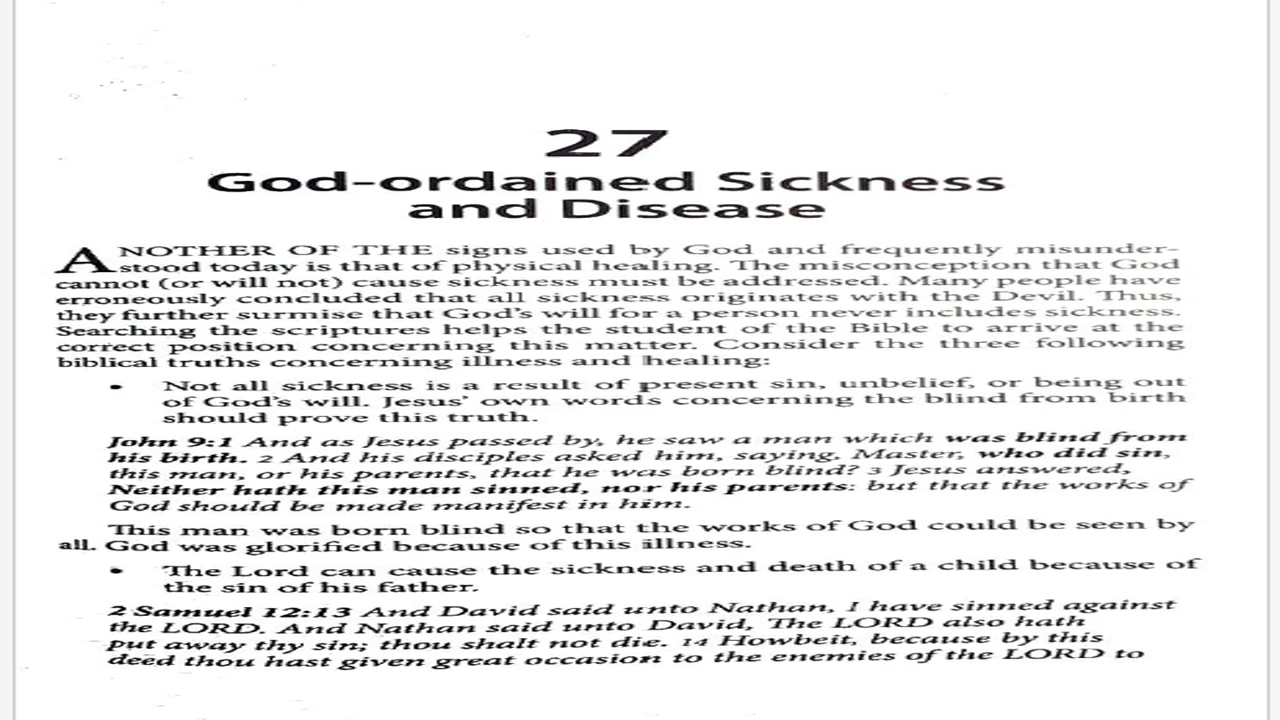 27
God-ordained Sickness
and Disease
ANOTHER OF THE signs used by God and frequently misunder-
stood today is that of physical healing. The misconception that God
cannot (or will not) cause sickness must be addressed. Many people have
erroneously concluded that all sickness originates with the Devil. Thus,
they further surmise that God's will for a person never includes sickness.
Searching the scriptures helps the student of the Bible to arrive at the
correct position concerning this matter. Consider the three following
biblical truths concerning illness and healing:
• Not all sickness is a result of present sin, unbelief, or being out
of God's will. Jesus' own words concerning the blind from birth
should prove this truth.
John 9:1 And as Jesus passed by, he saw a man which was blind from
his birth. 2 And his disciples asked him, saying, Master, who did sin,
this man, or his parents, that he was born blind? 3 Jesus answered,
Neither hath this man sinned, nor his parents: but that the works of
God should be made manifest in him.
This man was born blind so that the works of God could be seen by
all. God was glorified because of this illness.
• The Lord can cause the sickness and death of a child because of
the sin of his father.
2 Samuel 12:13 And David said unto Nathan, I have sinned against
the LORD. And Nathan said unto David, The LORD also hath
put away thy sin; thou shalt not die. 14 Howbeit, because by this
deed thou hast given great occasion to the enemies of the LORD to